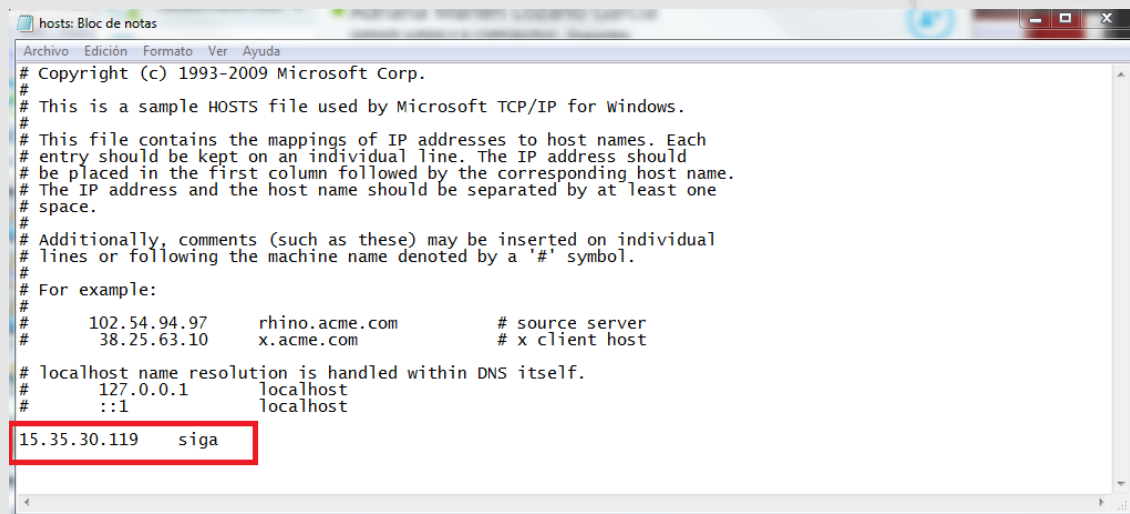 hosts: Bloc de notas
Archivo Edición Formato Ver Ayuda
# Copyright (c) 1993-2009 Microsoft Corp.
#
# This is a sample HOSTS file used by Microsoft TCP/IP for Windows.
#
# This file contains the mappings of IP addresses to host names. Each
# entry should be kept on an individual line. The IP address should
# be placed in the first column followed by the corresponding host name.
# The IP address and the host name should be separated by at least one
# space.
#
# Additionally, comments (such as these) may be inserted on individual
# lines or following the machine name denoted by a '#' symbol.
#
# For example:
#
#      102.54.94.97     rhino.acme.com          # source server
#       38.25.63.10     x.acme.com              # x client host

# localhost name resolution is handled within DNS itself.
#       127.0.0.1       localhost
#       ::1             localhost

15.35.30.119    siga